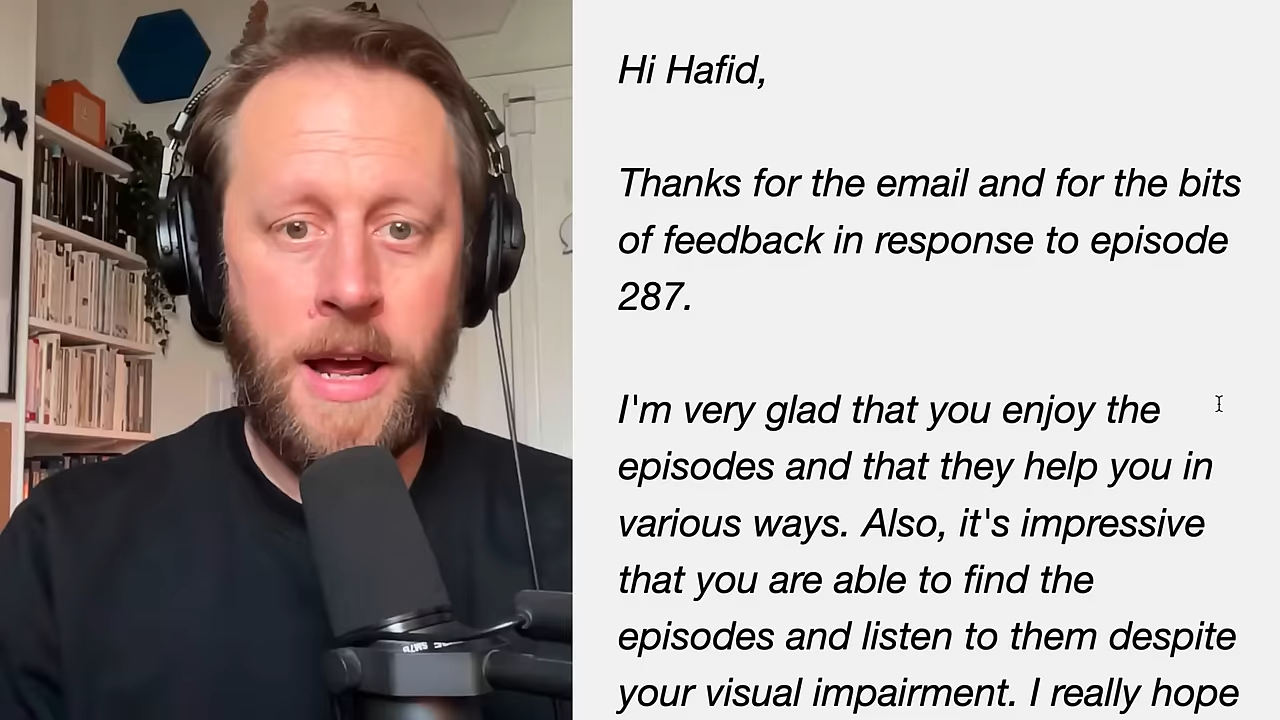 Hi Hafid,
Thanks for the email and for the bits
of feedback in response to episode
287.
I'm very glad that you enjoy the
episodes and that they help you in
various ways. Also, it's impressive
that you are able to find the
episodes and listen to them despite
your visual impairment. I really hope